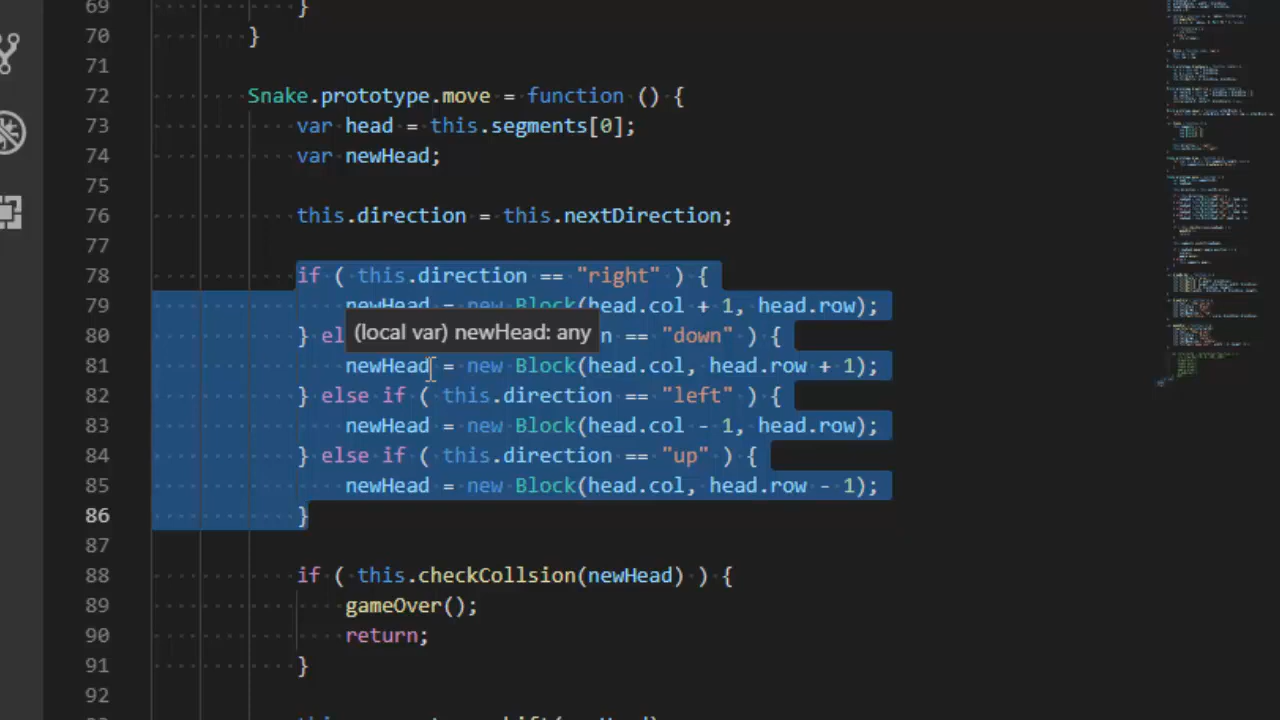 69 }
70 }
71
72 Snake.prototype.move = function () {
73 var head = this.segments[0];
74 var newHead;
75
76 this.direction = this.nextDirection;
77
78 if ( this.direction == "right" ) {
79 newHead = new Block(head.col + 1, head.row);
(local var) newHead: any
80 } el n == "down" ) {
81 newHead = new Block(head.col, head.row + 1);
82 } else if ( this.direction == "left" ) {
83 newHead = new Block(head.col - 1, head.row);
84 } else if ( this.direction == "up" ) {
85 newHead = new Block(head.col, head.row - 1);
86 }
87
88 if ( this.checkCollsion(newHead) ) {
89 gameOver();
90 return;
91 }
92